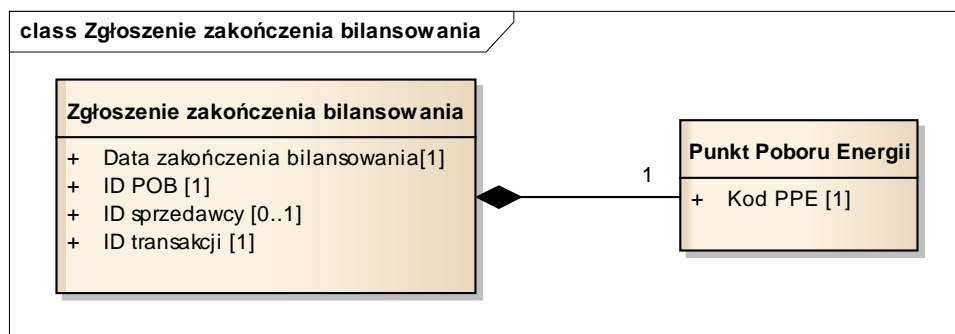 class Zgłoszenie zakończenia bilansowania
Zgłoszenie zakończenia bilansowania
+ Data zakończenia bilansowania[1]
+ ID POB [1]
+ ID sprzedawcy [0..1]
+ ID transakcji [1]
1
Punkt Poboru Energii
+ Kod PPE [1]